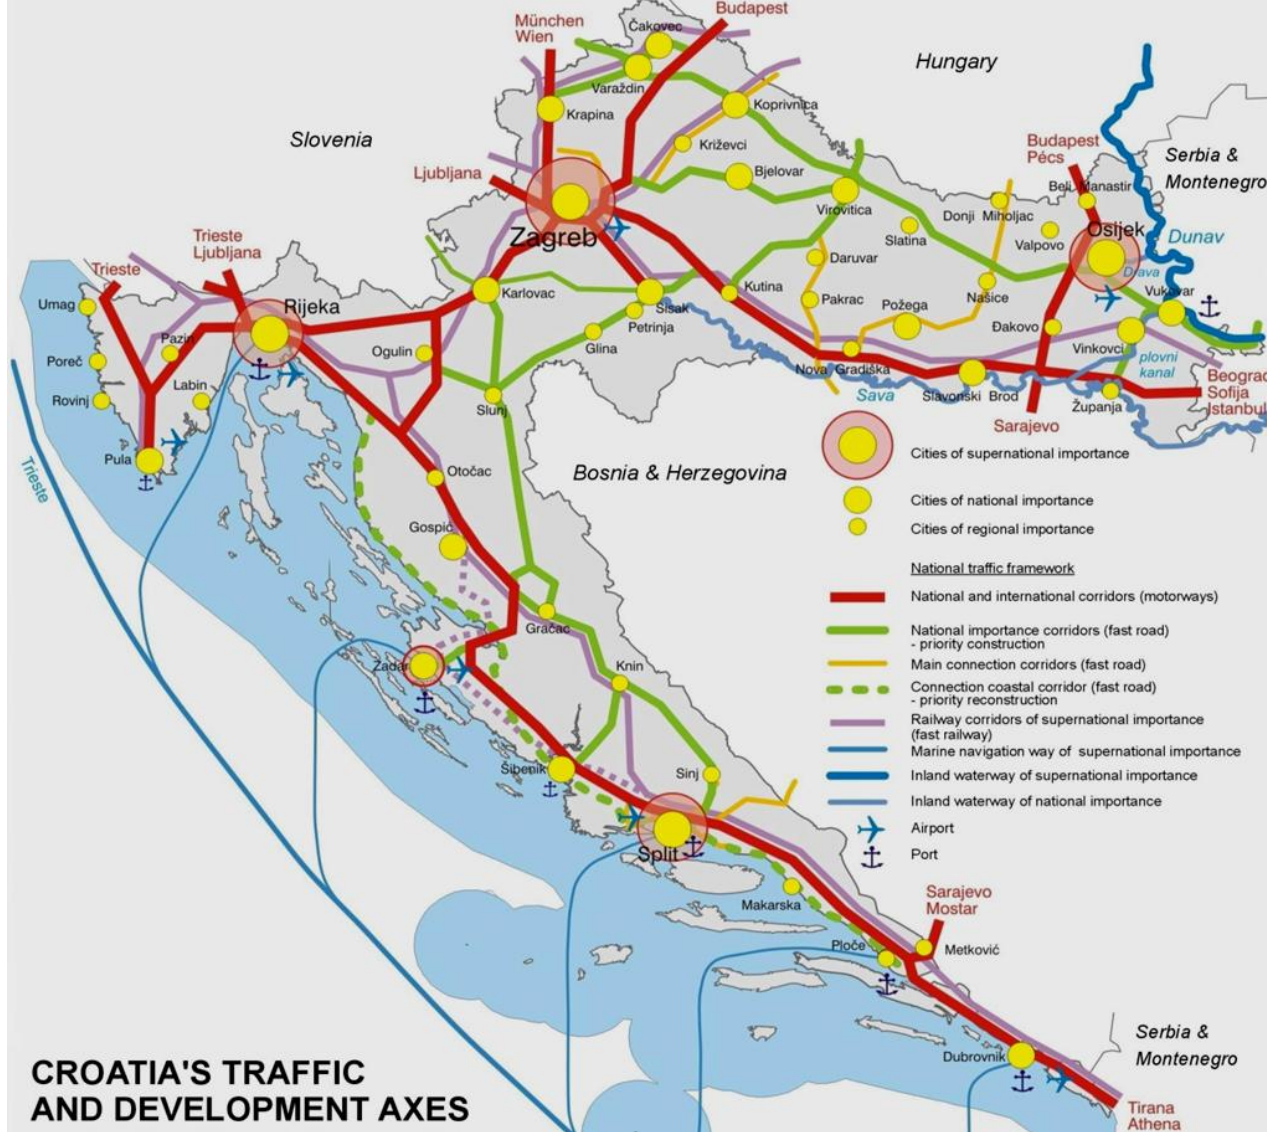 München
Wien
Budapest
Čakovec
Hungary
Varaždin
Krapina
Koprivnica
Slovenia
Križevci
Budapest
Pécs
Serbia &
Montenegro
Ljubljana
Bjelovar
Beli Manastir
Virovitica
Donji Miholjac
Zagreb
Slatina
Valpovo
Osijek
Dunav
Trieste
Ljubljana
Trieste
Daruvar
Drava
Umag
Rijeka
Karlovac
Sisak
Kutina
Pakrac
Požega
Našice
Vukovar
Petrinja
Pazin
Ogulin
Glina
Đakovo
Vinkovci
Poreč
Labin
Nova Gradiška
plovni
kanal
Rovinj
Slunj
Sava
Slavonski Brod
Županja
Beograd
Sofija
Istanbul
Sarajevo
Pula
Trieste
Otočac
Bosnia & Herzegovina
Cities of supernational importance
Cities of national importance
Cities of regional importance
Gospić
National traffic framework
National and international corridors (motorways)
Gračac
National importance corridors (fast road)
- priority construction
Zadar
Knin
Main connection corridors (fast road)
Connection coastal corridor (fast road)
- priority reconstruction
Railway corridors of supernational importance
(fast railway)
Marine navigation way of supernational importance
Šibenik
Sinj
Inland waterway of supernational importance
Inland waterway of national importance
Airport
Split
Port
Makarska
Sarajevo
Mostar
Ploče
Metković
Dubrovnik
Serbia &
Montenegro
CROATIA'S TRAFFIC
AND DEVELOPMENT AXES
Tirana
Athena